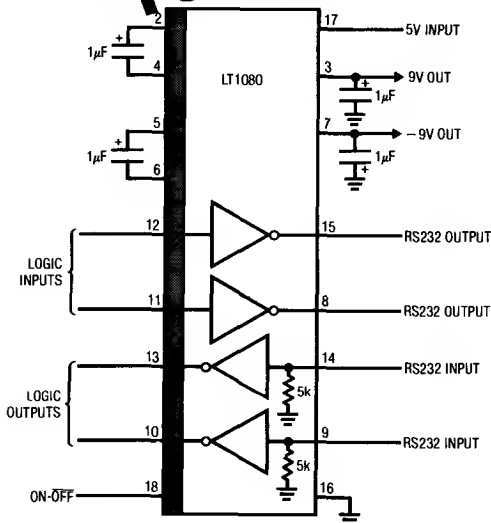 2
17
5V INPUT
+
1μF
4
LT1080
3
9V OUT
+
1μF
5
7
−9V OUT
+
1μF
6
1μF
+
12
15
RS232 OUTPUT
LOGIC
INPUTS
11
8
RS232 OUTPUT
13
14
RS232 INPUT
5k
LOGIC
OUTPUTS
10
9
RS232 INPUT
5k
18
ON-OFF
16